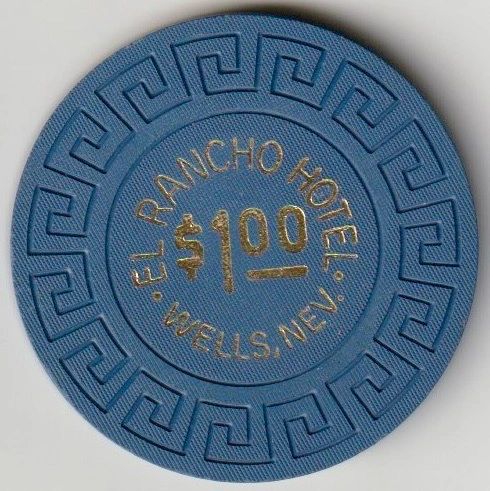 • EL RANCHO HOTEL •
$1.00
WELLS, NEV.